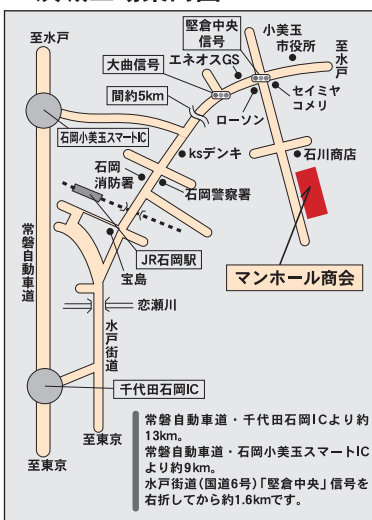 至水戸
堅倉中央
信号
小美玉
市役所
エネオスGS
至水戸
大曲信号
間約5km
セイミヤ
コメリ
ローソン
石岡小美玉スマートIC
ksデンキ
石川商店
石岡
消防署
石岡警察署
JR石岡駅
マンホール商会
常磐自動車道
宝島
恋瀬川
水戸街道
千代田石岡IC
至東京
至東京
常磐自動車道・千代田石岡ICより約
13km。
常磐自動車道・石岡小美玉スマートIC
より約9km。
水戸街道(国道6号)「堅倉中央」信号を
右折してから約1.6kmです。